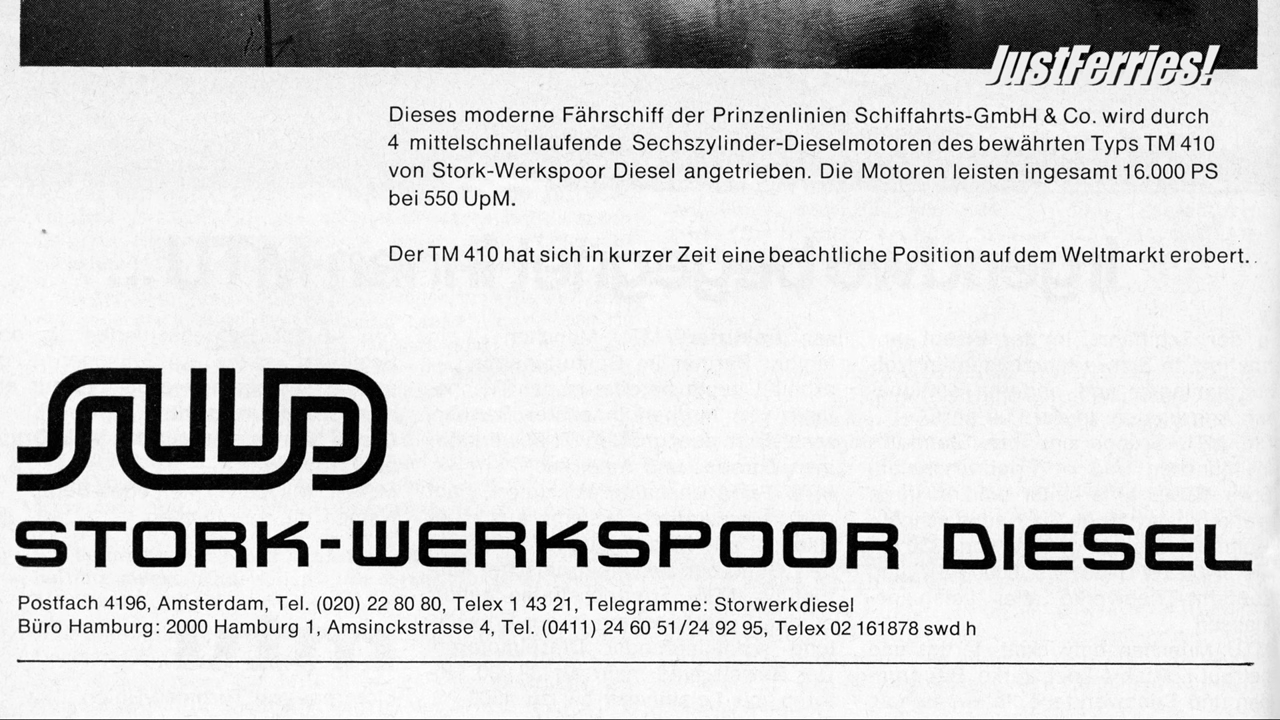 JustFerries!
Dieses moderne Fährschiff der Prinzenlinien Schiffahrts-GmbH & Co. wird durch
4 mittelschnellaufende Sechszylinder-Dieselmotoren des bewährten Typs TM 410
von Stork-Werkspoor Diesel angetrieben. Die Motoren leisten ingesamt 16.000 PS
bei 550 UpM.
Der TM 410 hat sich in kurzer Zeit eine beachtliche Position auf dem Weltmarkt erobert.
SWD
STORK-WERKSPOOR DIESEL
Postfach 4196, Amsterdam, Tel. (020) 22 80 80, Telex 1 43 21, Telegramme: Storwerkdiesel
Büro Hamburg: 2000 Hamburg 1, Amsinckstrasse 4, Tel. (0411) 24 60 51/24 92 95, Telex 02 161878 swd h